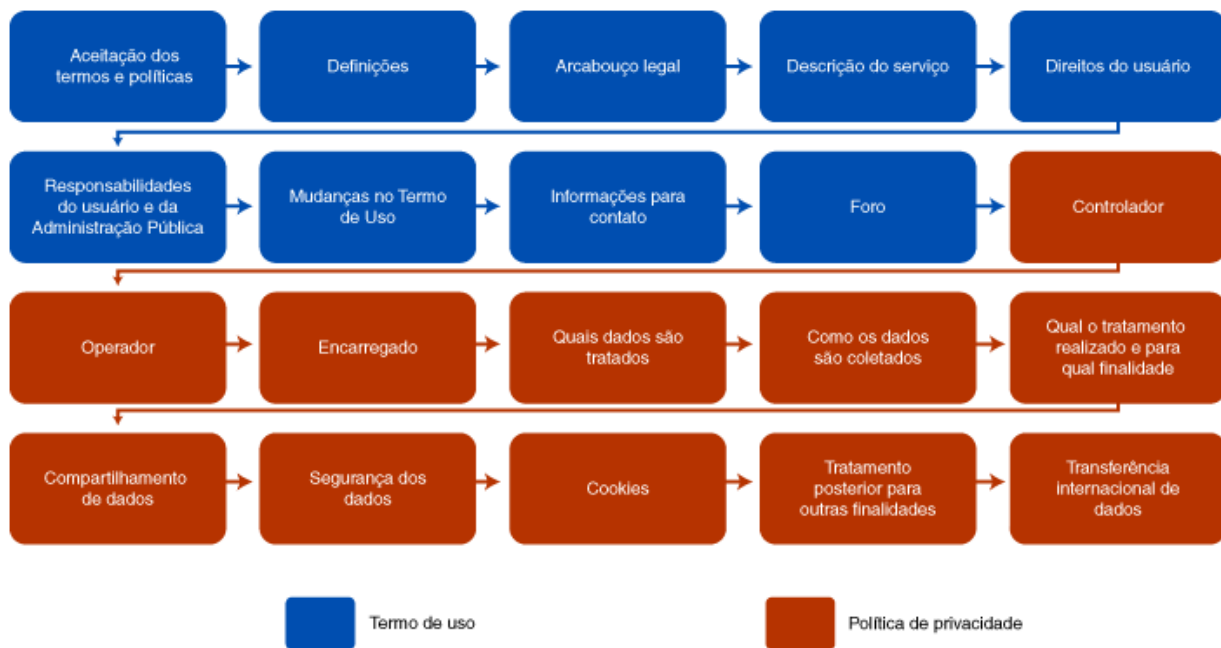 Aceitação dos
termos e políticas
Definições
Arcabouço legal
Descrição do serviço
Direitos do usuário
Responsabilidades
do usuário e da
Administração Pública
Mudanças no Termo
de Uso
Informações para
contato
Foro
Controlador
Operador
Encarregado
Quais dados são
tratados
Como os dados
são coletados
Qual o tratamento
realizado e para
qual finalidade
Compartilhamento
de dados
Segurança dos
dados
Cookies
Tratamento
posterior para
outras finalidades
Transferência
internacional de
dados
Termo de uso
Política de privacidade